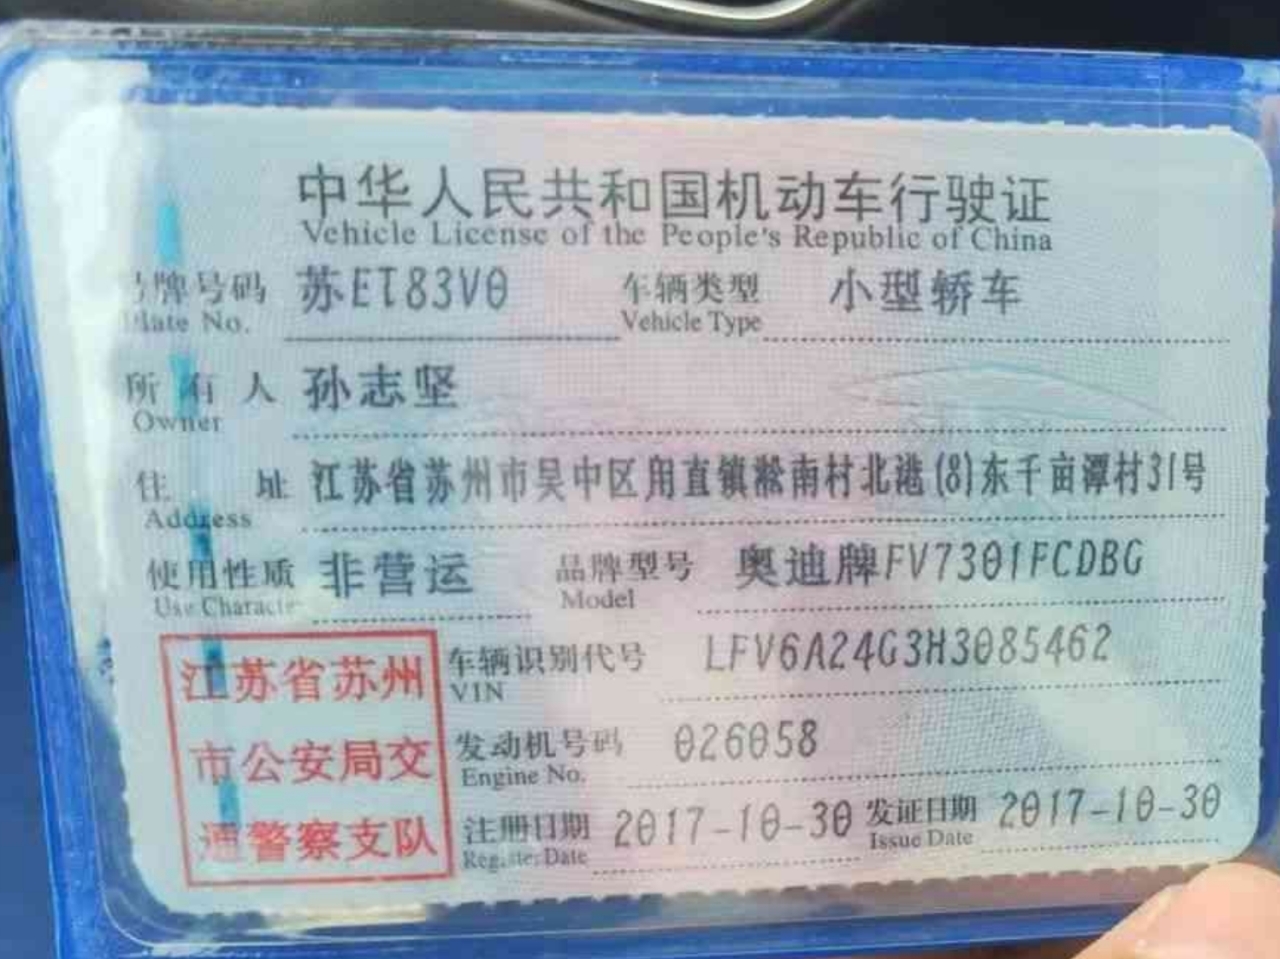 中华人民共和国机动车行驶证
Vehicle License of the People's Republic of China
号牌号码 苏ET83V0 车辆类型 小型轿车
Plate No. Vehicle Type
所有人 孙志坚
Owner
住址 江苏省苏州市吴中区甪直镇淞南村北港(8)东千亩潭村31号
Address
使用性质 非营运 品牌型号 奥迪牌FV7301FCDBG
Use Character Model
江苏省苏州
市公安局交
通警察支队
车辆识别代号 LFV6A24G3H3085462
VIN
发动机号码 026058
Engine No.
注册日期 2017-10-30 发证日期 2017-10-30
Register Date Issue Date